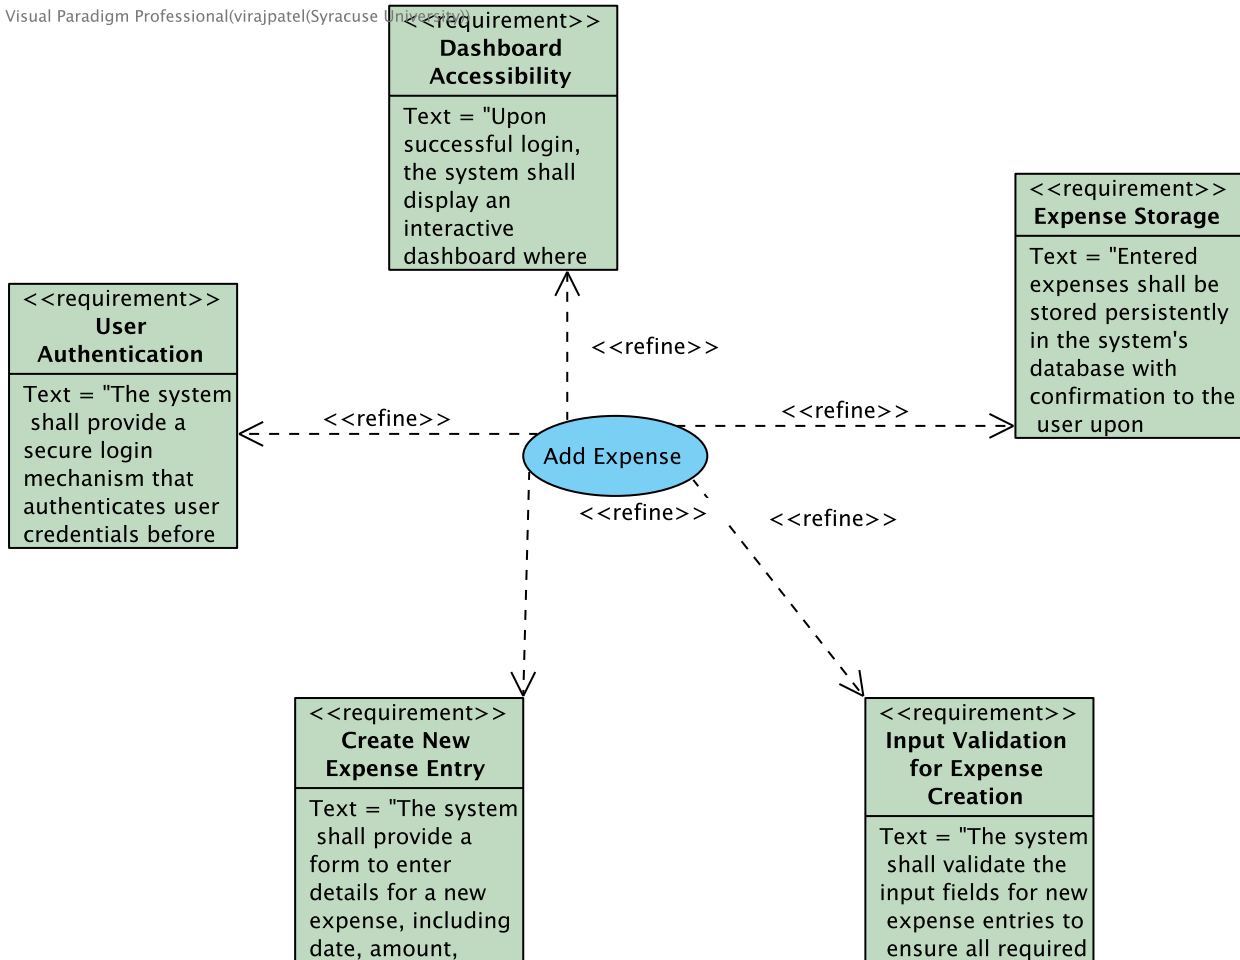 Visual Paradigm Professional(virajpatel(Syracuse University))
<<requirement>>
Dashboard
Accessibility
Text = "Upon
successful login,
the system shall
display an
interactive
dashboard where
<<requirement>>
Expense Storage
Text = "Entered
expenses shall be
stored persistently
in the system's
database with
confirmation to the
user upon
<<requirement>>
User
Authentication
Text = "The system
shall provide a
secure login
mechanism that
authenticates user
credentials before
<<refine>>
<<refine>>
<<refine>>
Add Expense
<<refine>>
<<refine>>
<<requirement>>
Create New
Expense Entry
Text = "The system
shall provide a
form to enter
details for a new
expense, including
date, amount,
<<requirement>>
Input Validation
for Expense
Creation
Text = "The system
shall validate the
input fields for new
expense entries to
ensure all required